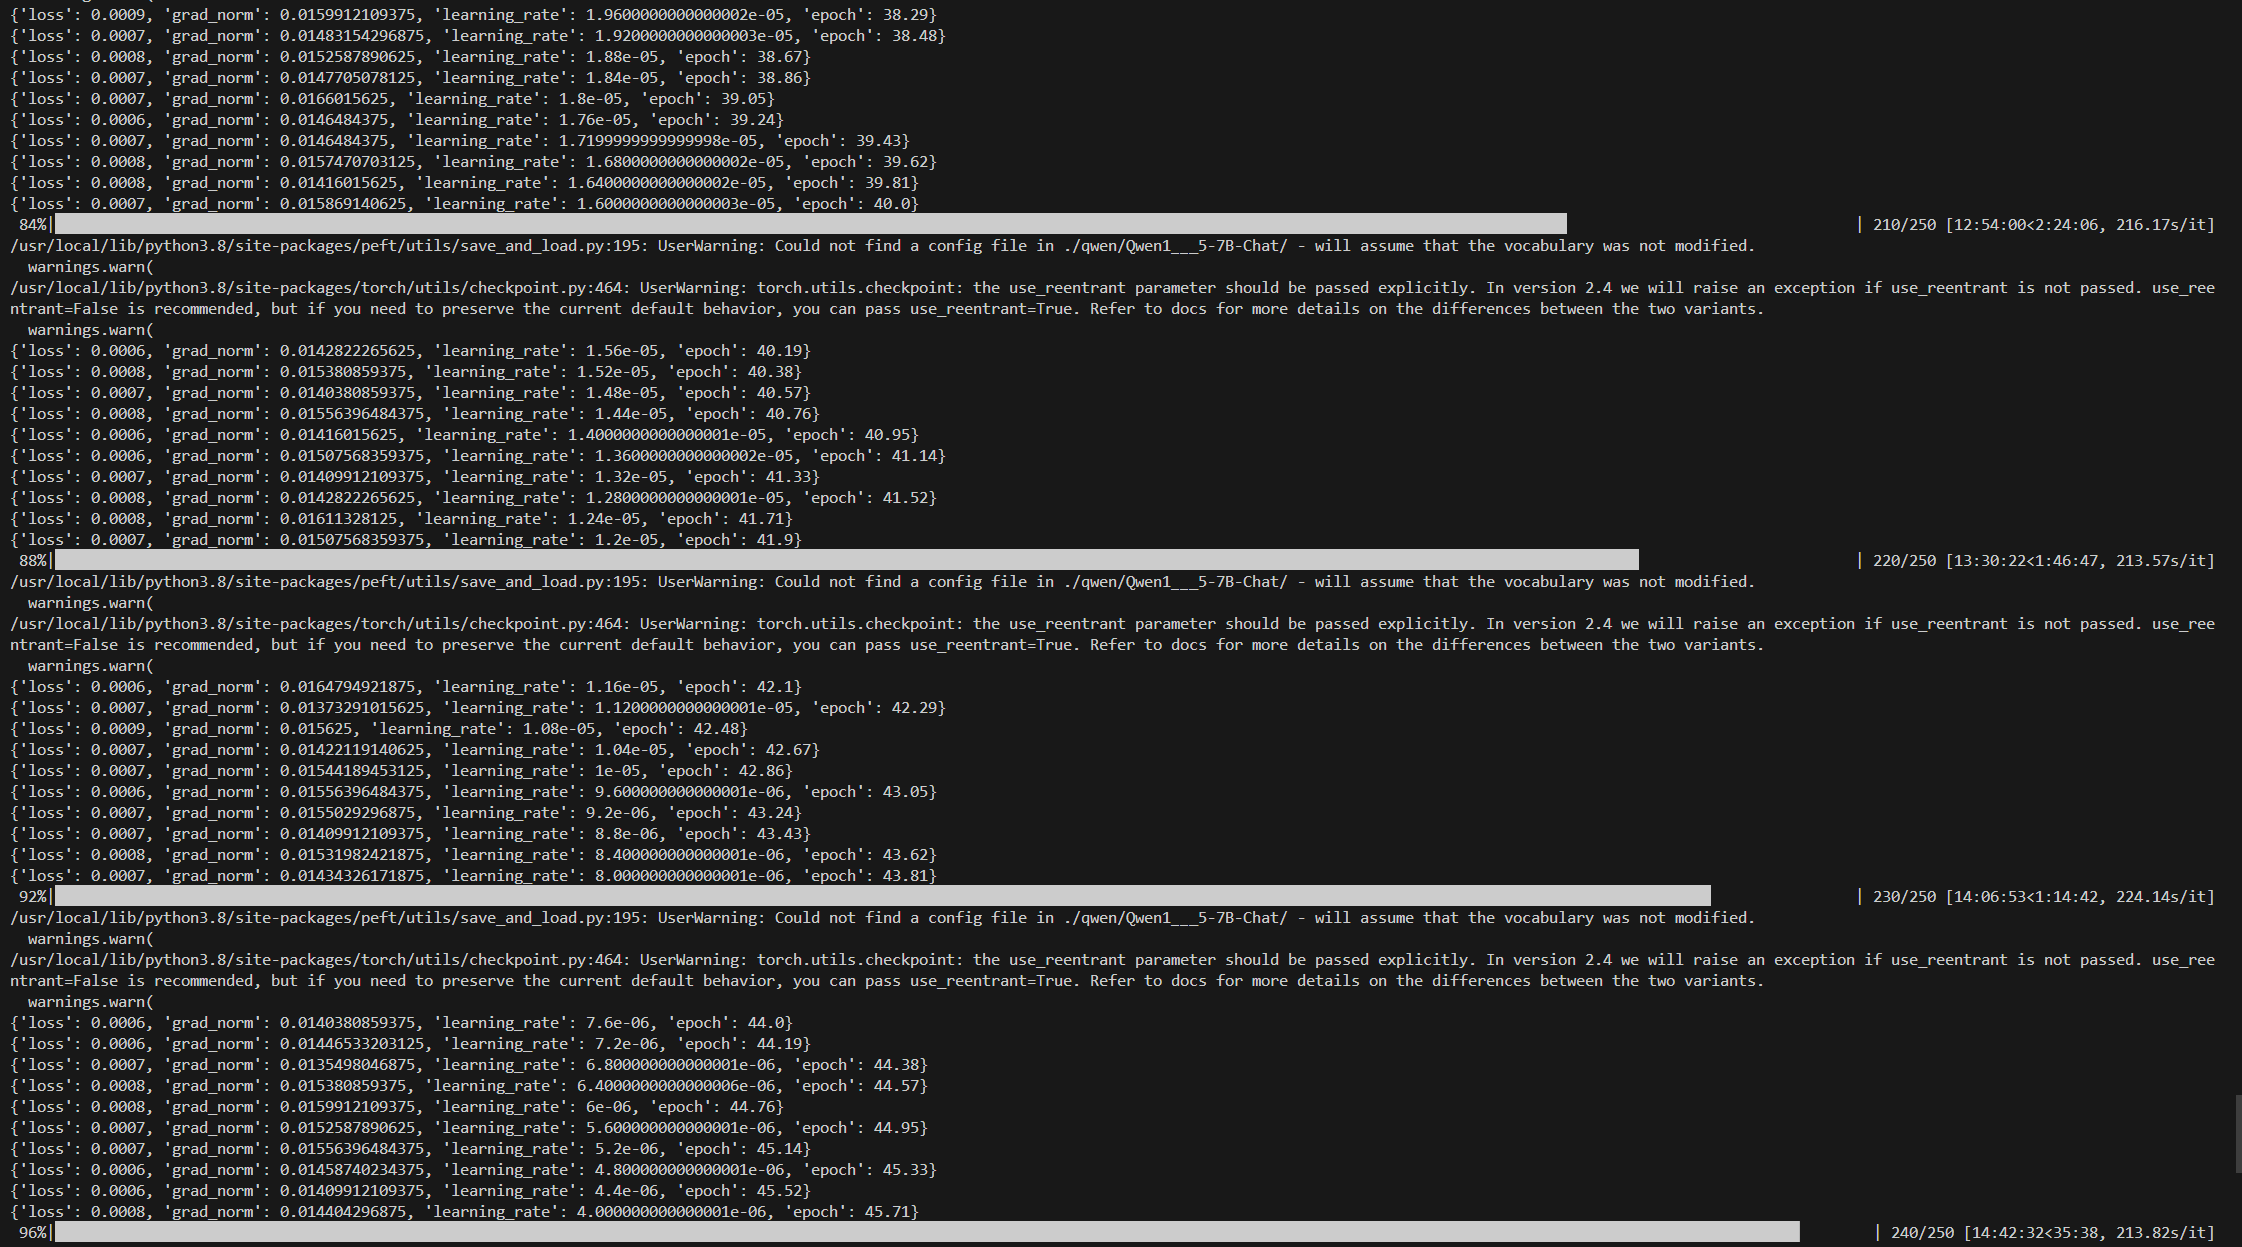 {'loss': 0.0009, 'grad_norm': 0.0159912109375, 'learning_rate': 1.9600000000000002e-05, 'epoch': 38.29}
{'loss': 0.0007, 'grad_norm': 0.01483154296875, 'learning_rate': 1.9200000000000003e-05, 'epoch': 38.48}
{'loss': 0.0008, 'grad_norm': 0.0152587890625, 'learning_rate': 1.88e-05, 'epoch': 38.67}
{'loss': 0.0007, 'grad_norm': 0.0147705078125, 'learning_rate': 1.84e-05, 'epoch': 38.86}
{'loss': 0.0007, 'grad_norm': 0.0166015625, 'learning_rate': 1.8e-05, 'epoch': 39.05}
{'loss': 0.0006, 'grad_norm': 0.0146484375, 'learning_rate': 1.76e-05, 'epoch': 39.24}
{'loss': 0.0007, 'grad_norm': 0.0146484375, 'learning_rate': 1.7199999999999998e-05, 'epoch': 39.43}
{'loss': 0.0008, 'grad_norm': 0.0157470703125, 'learning_rate': 1.6800000000000002e-05, 'epoch': 39.62}
{'loss': 0.0008, 'grad_norm': 0.01416015625, 'learning_rate': 1.6400000000000002e-05, 'epoch': 39.81}
{'loss': 0.0007, 'grad_norm': 0.015869140625, 'learning_rate': 1.6000000000000003e-05, 'epoch': 40.0}
84%| | 210/250 [12:54:00<2:24:06, 216.17s/it]
/usr/local/lib/python3.8/site-packages/peft/utils/save_and_load.py:195: UserWarning: Could not find a config file in ./qwen/Qwen1___5-7B-Chat/ - will assume that the vocabulary was not modified.
warnings.warn(
/usr/local/lib/python3.8/site-packages/torch/utils/checkpoint.py:464: UserWarning: torch.utils.checkpoint: the use_reentrant parameter should be passed explicitly. In version 2.4 we will raise an exception if use_reentrant is not passed. use_ree
ntrant=False is recommended, but if you need to preserve the current default behavior, you can pass use_reentrant=True. Refer to docs for more details on the differences between the two variants.
warnings.warn(
{'loss': 0.0006, 'grad_norm': 0.0142822265625, 'learning_rate': 1.56e-05, 'epoch': 40.19}
{'loss': 0.0008, 'grad_norm': 0.015380859375, 'learning_rate': 1.52e-05, 'epoch': 40.38}
{'loss': 0.0007, 'grad_norm': 0.0140380859375, 'learning_rate': 1.48e-05, 'epoch': 40.57}
{'loss': 0.0008, 'grad_norm': 0.01556396484375, 'learning_rate': 1.44e-05, 'epoch': 40.76}
{'loss': 0.0006, 'grad_norm': 0.01416015625, 'learning_rate': 1.4000000000000001e-05, 'epoch': 40.95}
{'loss': 0.0006, 'grad_norm': 0.01507568359375, 'learning_rate': 1.3600000000000002e-05, 'epoch': 41.14}
{'loss': 0.0007, 'grad_norm': 0.01409912109375, 'learning_rate': 1.32e-05, 'epoch': 41.33}
{'loss': 0.0008, 'grad_norm': 0.0142822265625, 'learning_rate': 1.2800000000000001e-05, 'epoch': 41.52}
{'loss': 0.0008, 'grad_norm': 0.01611328125, 'learning_rate': 1.24e-05, 'epoch': 41.71}
{'loss': 0.0007, 'grad_norm': 0.01507568359375, 'learning_rate': 1.2e-05, 'epoch': 41.9}
88%| | 220/250 [13:30:22<1:46:47, 213.57s/it]
/usr/local/lib/python3.8/site-packages/peft/utils/save_and_load.py:195: UserWarning: Could not find a config file in ./qwen/Qwen1___5-7B-Chat/ - will assume that the vocabulary was not modified.
warnings.warn(
/usr/local/lib/python3.8/site-packages/torch/utils/checkpoint.py:464: UserWarning: torch.utils.checkpoint: the use_reentrant parameter should be passed explicitly. In version 2.4 we will raise an exception if use_reentrant is not passed. use_ree
ntrant=False is recommended, but if you need to preserve the current default behavior, you can pass use_reentrant=True. Refer to docs for more details on the differences between the two variants.
warnings.warn(
{'loss': 0.0006, 'grad_norm': 0.0164794921875, 'learning_rate': 1.16e-05, 'epoch': 42.1}
{'loss': 0.0007, 'grad_norm': 0.01373291015625, 'learning_rate': 1.1200000000000001e-05, 'epoch': 42.29}
{'loss': 0.0009, 'grad_norm': 0.015625, 'learning_rate': 1.08e-05, 'epoch': 42.48}
{'loss': 0.0007, 'grad_norm': 0.01422119140625, 'learning_rate': 1.04e-05, 'epoch': 42.67}
{'loss': 0.0007, 'grad_norm': 0.01544189453125, 'learning_rate': 1e-05, 'epoch': 42.86}
{'loss': 0.0006, 'grad_norm': 0.01556396484375, 'learning_rate': 9.600000000000001e-06, 'epoch': 43.05}
{'loss': 0.0007, 'grad_norm': 0.0155029296875, 'learning_rate': 9.2e-06, 'epoch': 43.24}
{'loss': 0.0007, 'grad_norm': 0.01409912109375, 'learning_rate': 8.8e-06, 'epoch': 43.43}
{'loss': 0.0008, 'grad_norm': 0.01531982421875, 'learning_rate': 8.400000000000001e-06, 'epoch': 43.62}
{'loss': 0.0007, 'grad_norm': 0.01434326171875, 'learning_rate': 8.000000000000001e-06, 'epoch': 43.81}
92%| | 230/250 [14:06:53<1:14:42, 224.14s/it]
/usr/local/lib/python3.8/site-packages/peft/utils/save_and_load.py:195: UserWarning: Could not find a config file in ./qwen/Qwen1___5-7B-Chat/ - will assume that the vocabulary was not modified.
warnings.warn(
/usr/local/lib/python3.8/site-packages/torch/utils/checkpoint.py:464: UserWarning: torch.utils.checkpoint: the use_reentrant parameter should be passed explicitly. In version 2.4 we will raise an exception if use_reentrant is not passed. use_ree
ntrant=False is recommended, but if you need to preserve the current default behavior, you can pass use_reentrant=True. Refer to docs for more details on the differences between the two variants.
warnings.warn(
{'loss': 0.0006, 'grad_norm': 0.0140380859375, 'learning_rate': 7.6e-06, 'epoch': 44.0}
{'loss': 0.0006, 'grad_norm': 0.01446533203125, 'learning_rate': 7.2e-06, 'epoch': 44.19}
{'loss': 0.0007, 'grad_norm': 0.0135498046875, 'learning_rate': 6.800000000000001e-06, 'epoch': 44.38}
{'loss': 0.0008, 'grad_norm': 0.015380859375, 'learning_rate': 6.4000000000000006e-06, 'epoch': 44.57}
{'loss': 0.0008, 'grad_norm': 0.0159912109375, 'learning_rate': 6e-06, 'epoch': 44.76}
{'loss': 0.0007, 'grad_norm': 0.0152587890625, 'learning_rate': 5.600000000000001e-06, 'epoch': 44.95}
{'loss': 0.0007, 'grad_norm': 0.01556396484375, 'learning_rate': 5.2e-06, 'epoch': 45.14}
{'loss': 0.0006, 'grad_norm': 0.01458740234375, 'learning_rate': 4.800000000000001e-06, 'epoch': 45.33}
{'loss': 0.0006, 'grad_norm': 0.01409912109375, 'learning_rate': 4.4e-06, 'epoch': 45.52}
{'loss': 0.0008, 'grad_norm': 0.014404296875, 'learning_rate': 4.000000000000001e-06, 'epoch': 45.71}
96%| | 240/250 [14:42:32<35:38, 213.82s/it]